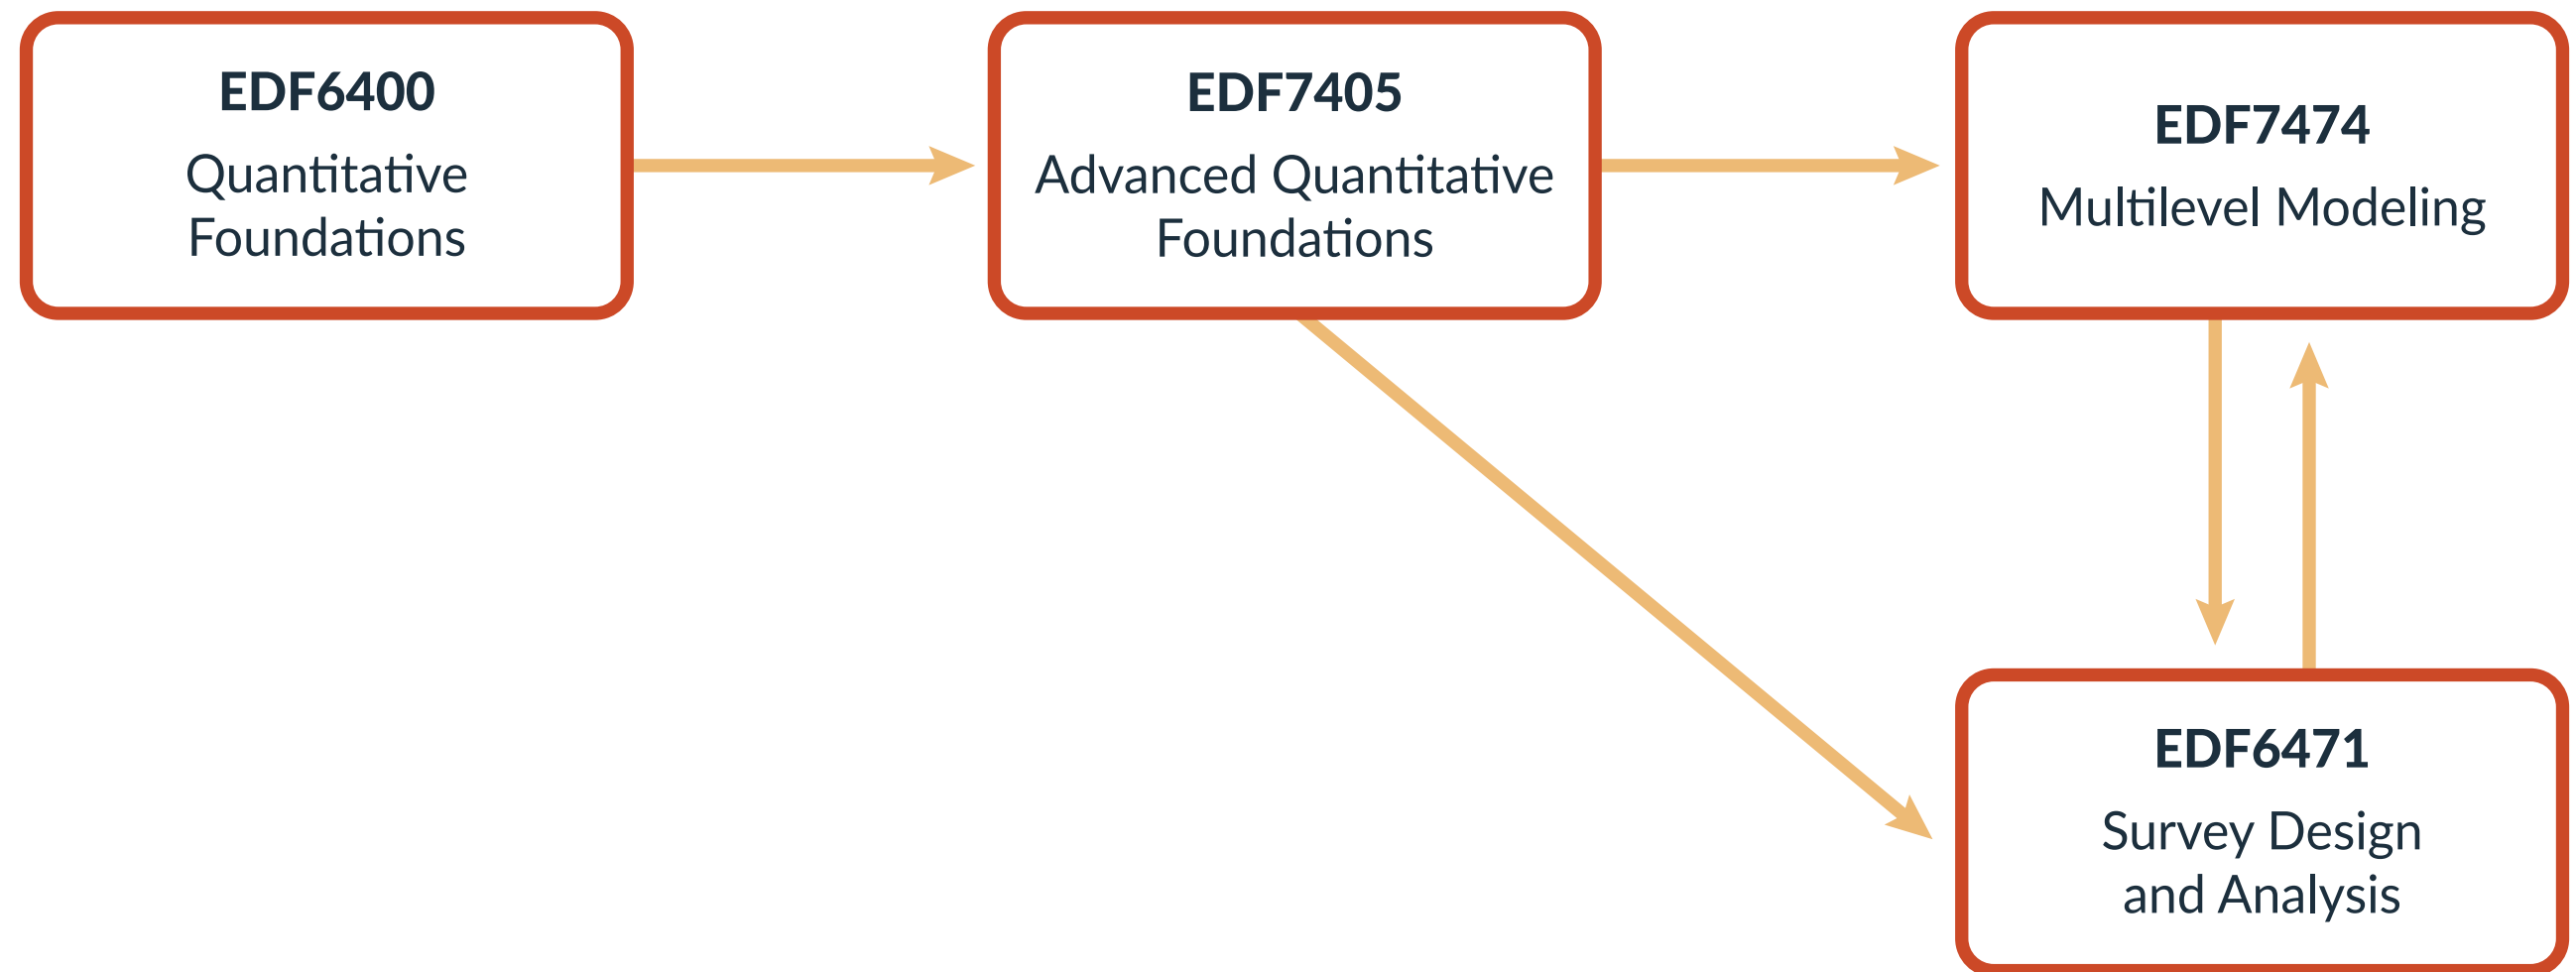 EDF6400
Quantitative
Foundations
EDF7405
Advanced Quantitative
Foundations
EDF7474
Multilevel Modeling
EDF6471
Survey Design
and Analysis